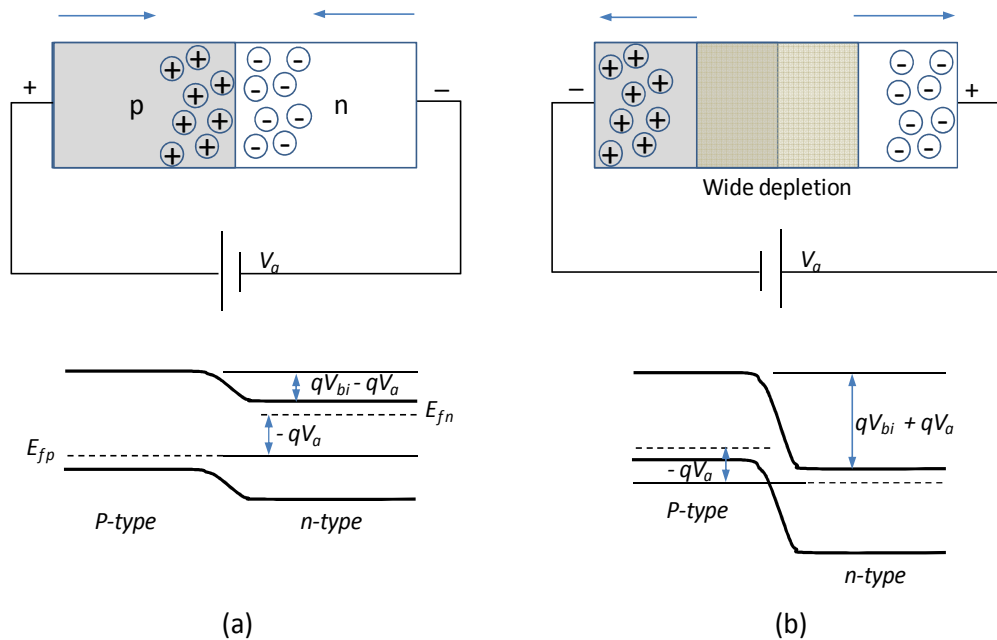 +
p
n
−
−
+
Wide depletion
V_a
V_a
qV_bi - qV_a
E_fn
- qV_a
E_fp
P-type
n-type
qV_bi + qV_a
- qV_a
P-type
n-type
(a)
(b)